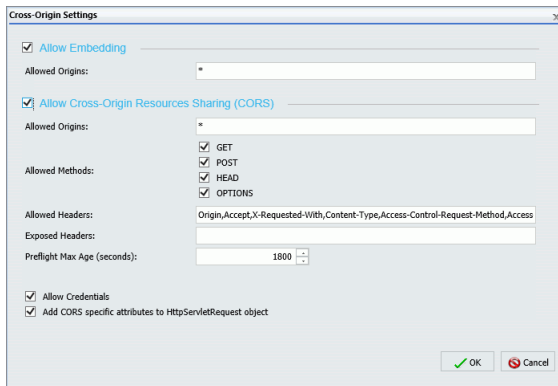 Cross-Origin Settings
Allow Embedding
Allowed Origins: *
Allow Cross-Origin Resources Sharing (CORS)
Allowed Origins: *
Allowed Methods:
GET
POST
HEAD
OPTIONS
Allowed Headers: Origin,Accept,X-Requested-With,Content-Type,Access-Control-Request-Method,Access
Exposed Headers:
Preflight Max Age (seconds): 1800
Allow Credentials
Add CORS specific attributes to HttpServletRequest object
OK Cancel